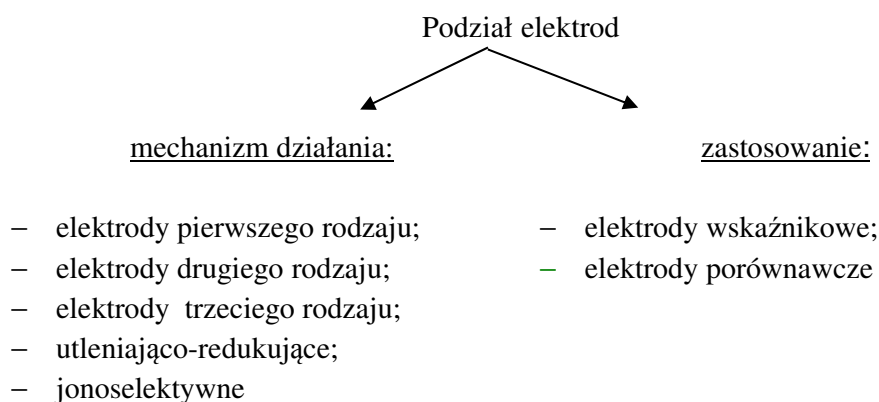 Podział elektrod
mechanizm działania:
− elektrody pierwszego rodzaju;
− elektrody drugiego rodzaju;
− elektrody trzeciego rodzaju;
− utleniająco-redukujące;
− jonoselektywne
zastosowanie:
− elektrody wskaźnikowe;
− elektrody porównawcze